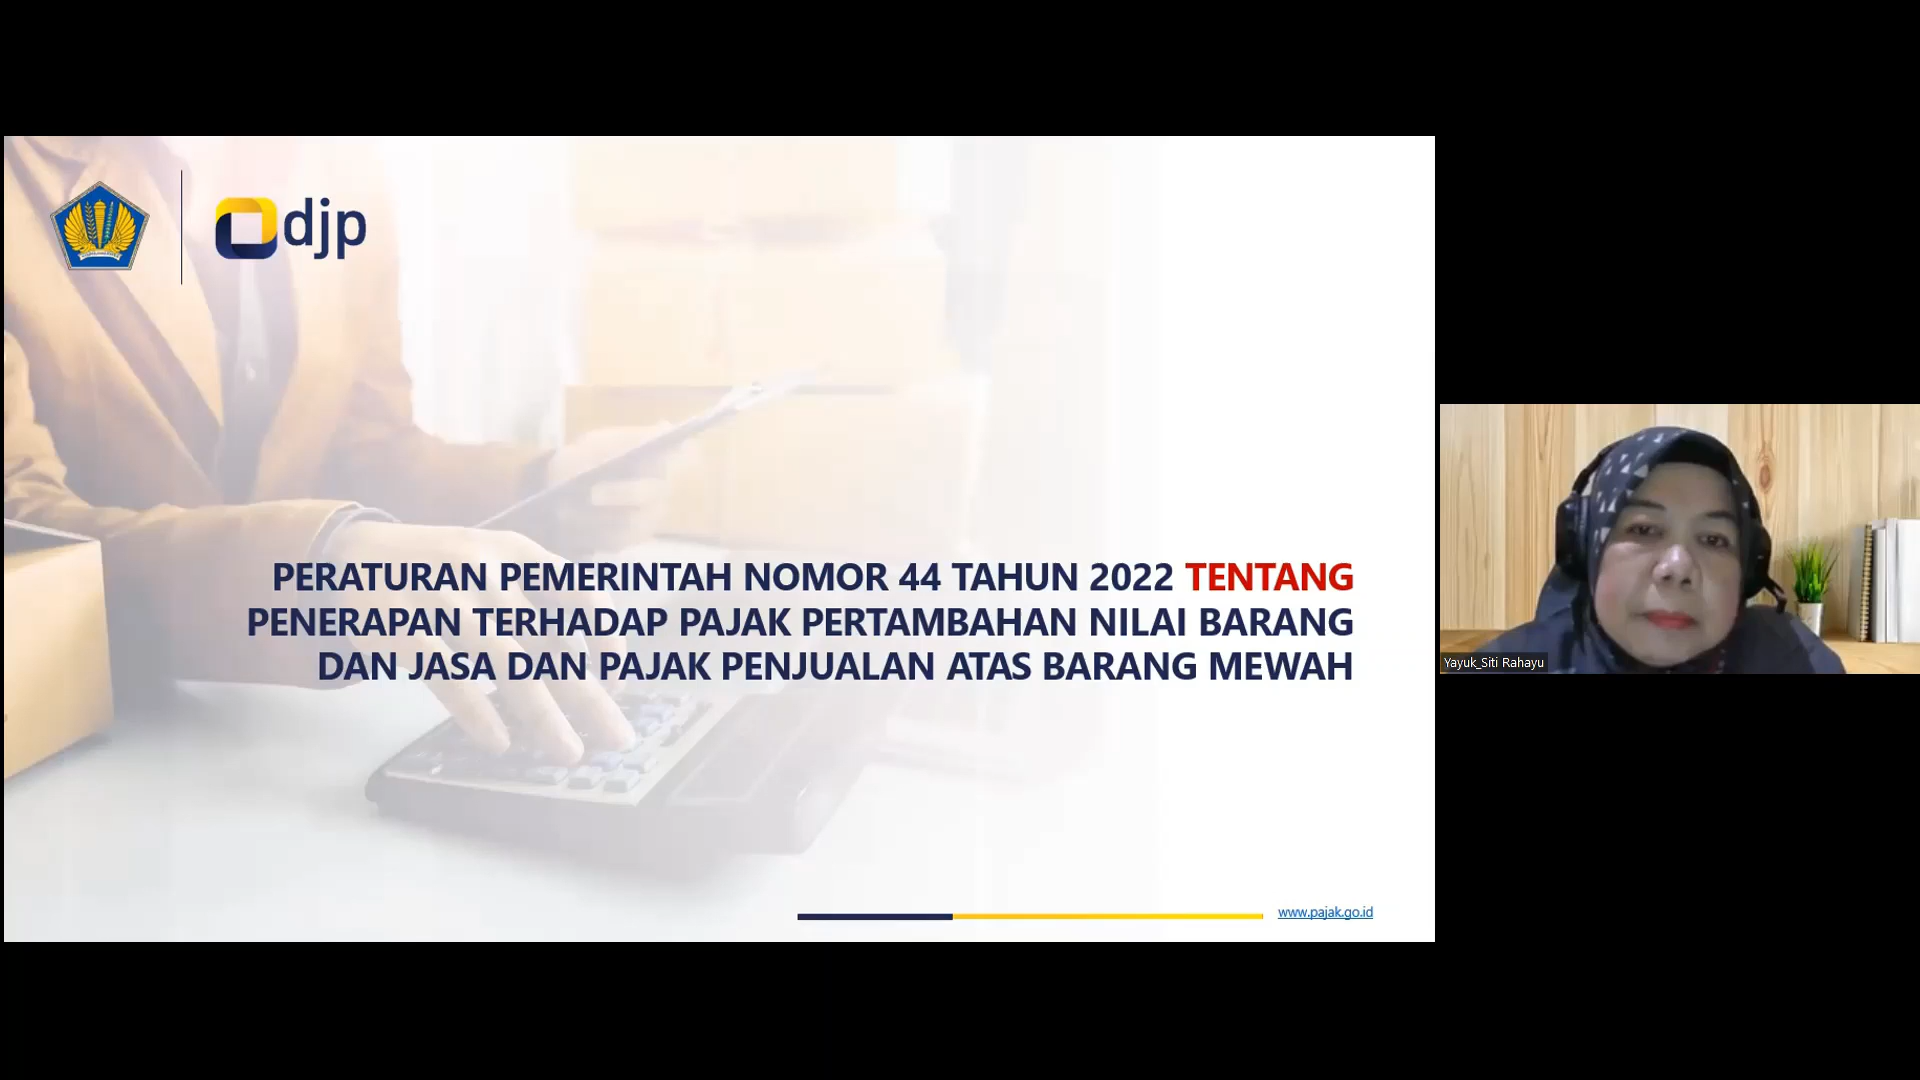 djp
PERATURAN PEMERINTAH NOMOR 44 TAHUN 2022 TENTANG
PENERAPAN TERHADAP PAJAK PERTAMBAHAN NILAI BARANG
DAN JASA DAN PAJAK PENJUALAN ATAS BARANG MEWAH
www.pajak.go.id
Yayuk_Siti Rahayu